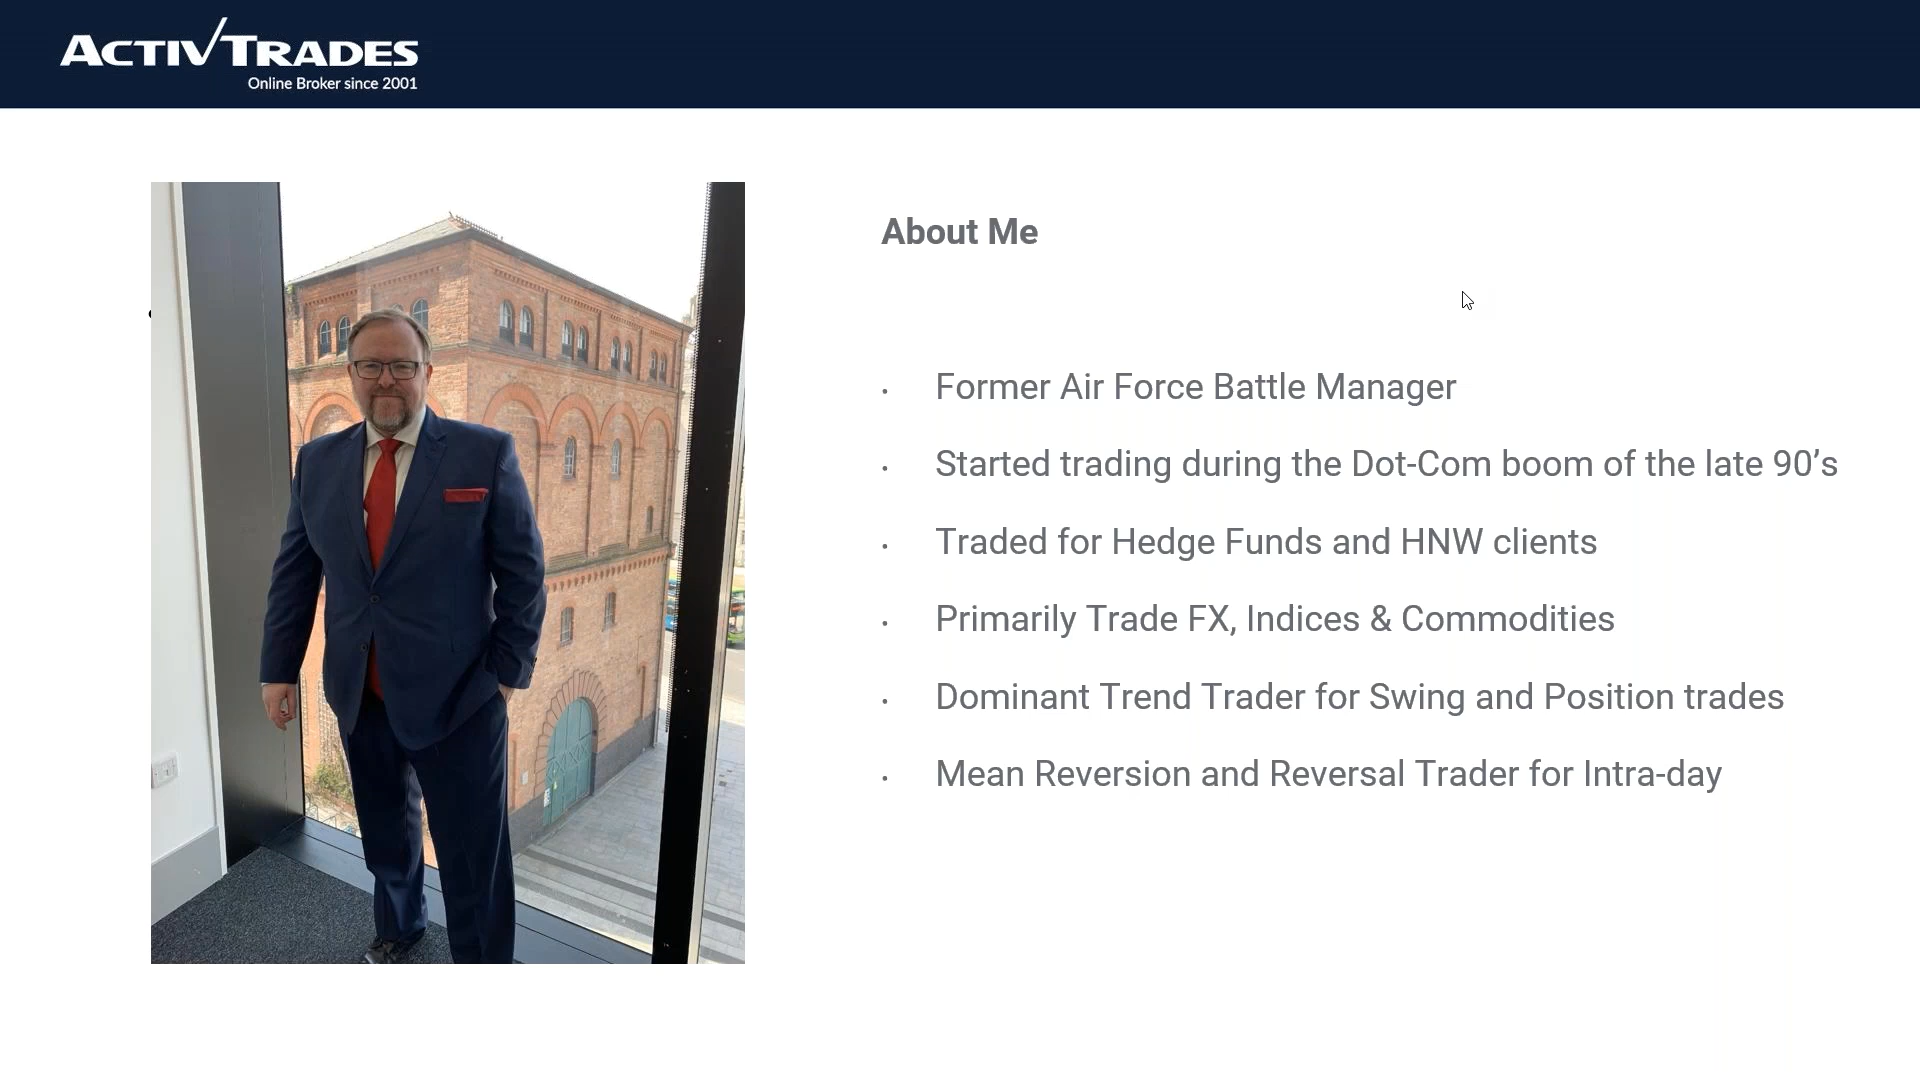 ACTIVTRADES
Online Broker since 2001
About Me
• Former Air Force Battle Manager
• Started trading during the Dot-Com boom of the late 90’s
• Traded for Hedge Funds and HNW clients
• Primarily Trade FX, Indices & Commodities
• Dominant Trend Trader for Swing and Position trades
• Mean Reversion and Reversal Trader for Intra-day